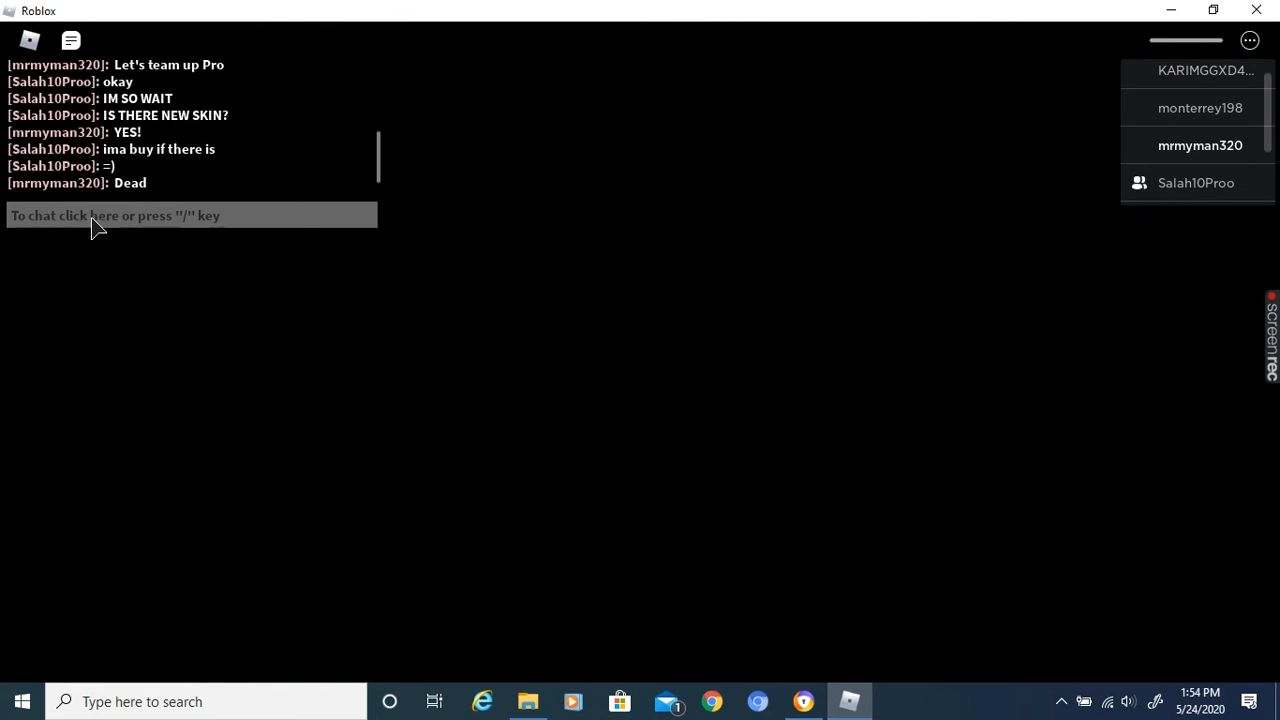 Roblox
[mrmyman320]: Let's team up Pro
[Salah10Proo]: okay
[Salah10Proo]: IM SO WAIT
[Salah10Proo]: IS THERE NEW SKIN?
[mrmyman320]: YES!
[Salah10Proo]: ima buy if there is
[Salah10Proo]: =)
[mrmyman320]: Dead
To chat click here or press "/" key
KARIMGGXD4...
monterrey198
mrmyman320
Salah10Proo
screenrec
Type here to search
1
1:54 PM
5/24/2020